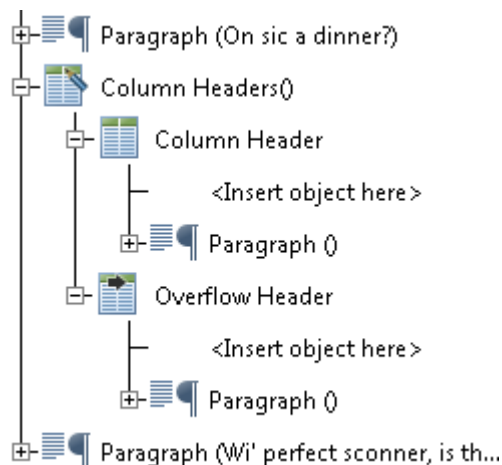 Paragraph (On sic a dinner?)
Column Headers()
Column Header
<Insert object here>
Paragraph ()
Overflow Header
<Insert object here>
Paragraph ()
Paragraph (Wi' perfect sconner, is th...